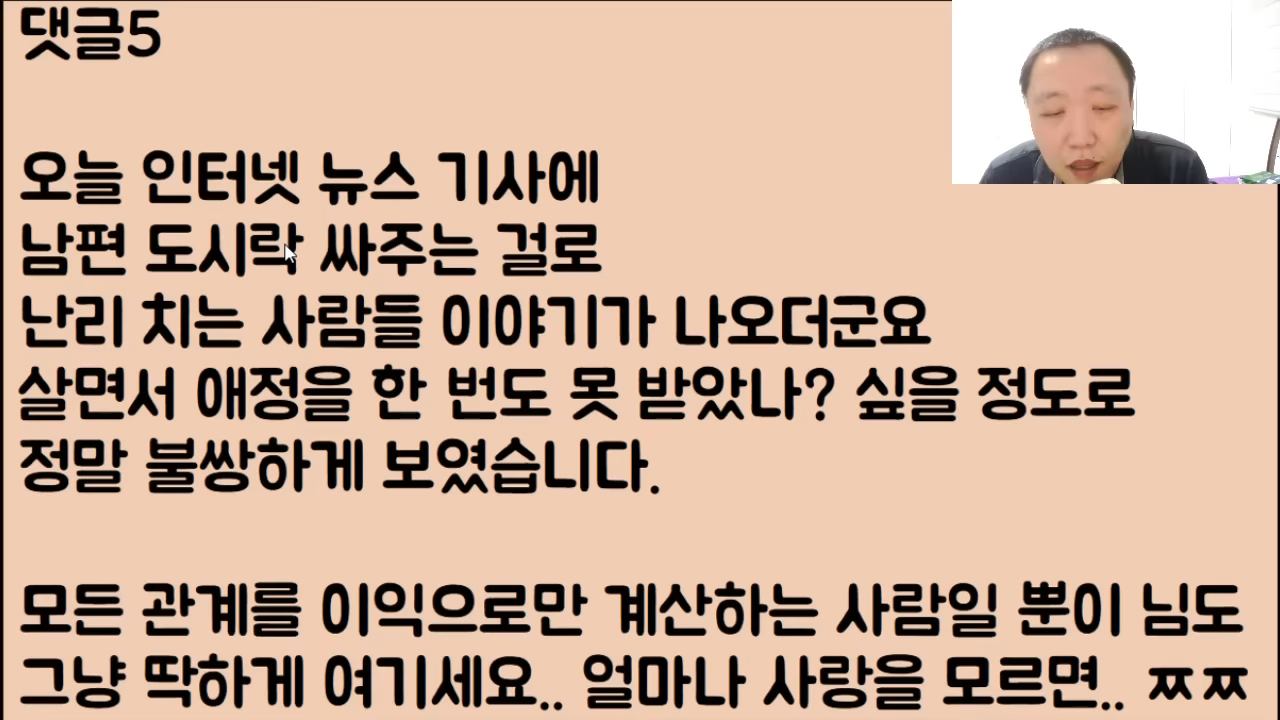 댓글5
오늘 인터넷 뉴스 기사에
남편 도시락 싸주는 걸로
난리 치는 사람들 이야기가 나오더군요
살면서 애정을 한 번도 못 받았나? 싶을 정도로
정말 불쌍하게 보였습니다.
모든 관계를 이익으로만 계산하는 사람일 뿐이 님도
그냥 딱하게 여기세요.. 얼마나 사랑을 모르면.. ㅉㅉ